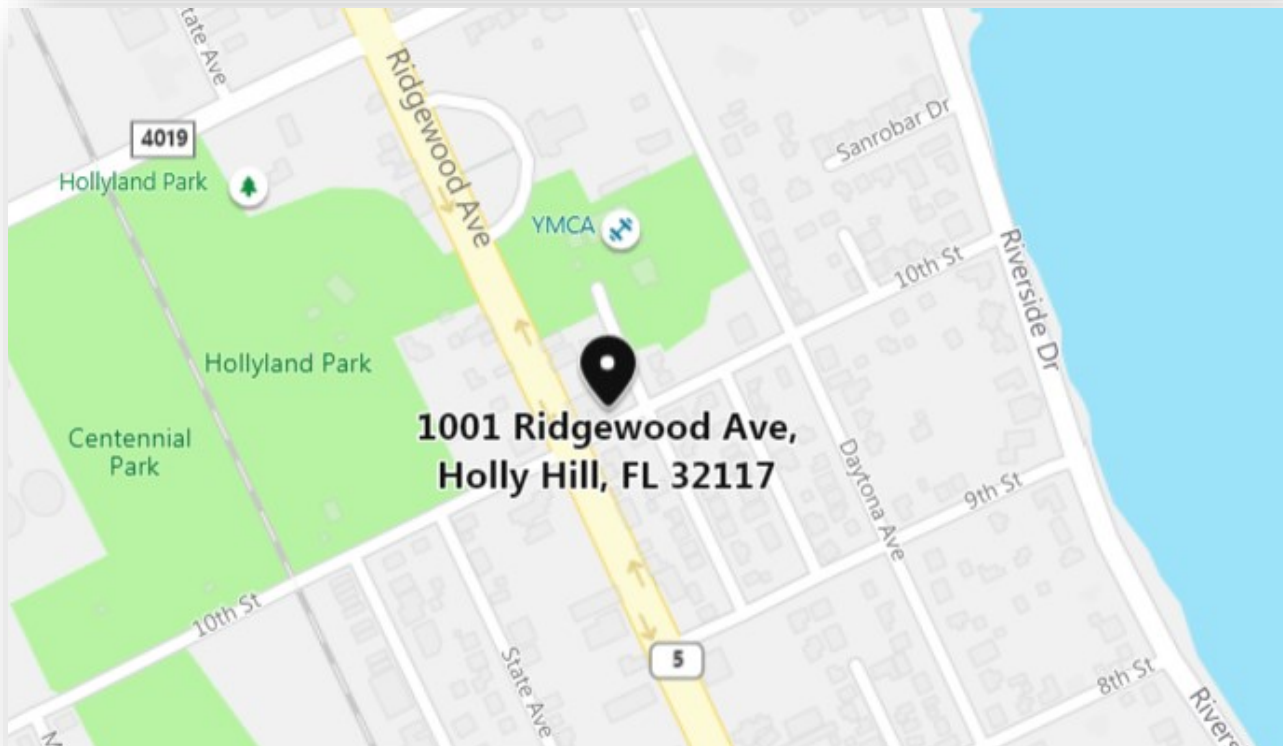 tate Ave
Ridgewood Ave
4019
Hollyland Park
Sanrobar Dr
YMCA
10th St
Riverside Dr
Hollyland Park
1001 Ridgewood Ave,
Holly Hill, FL 32117
Centennial
Park
Daytona Ave
9th St
10th St
State Ave
5
8th St
Rivers
M